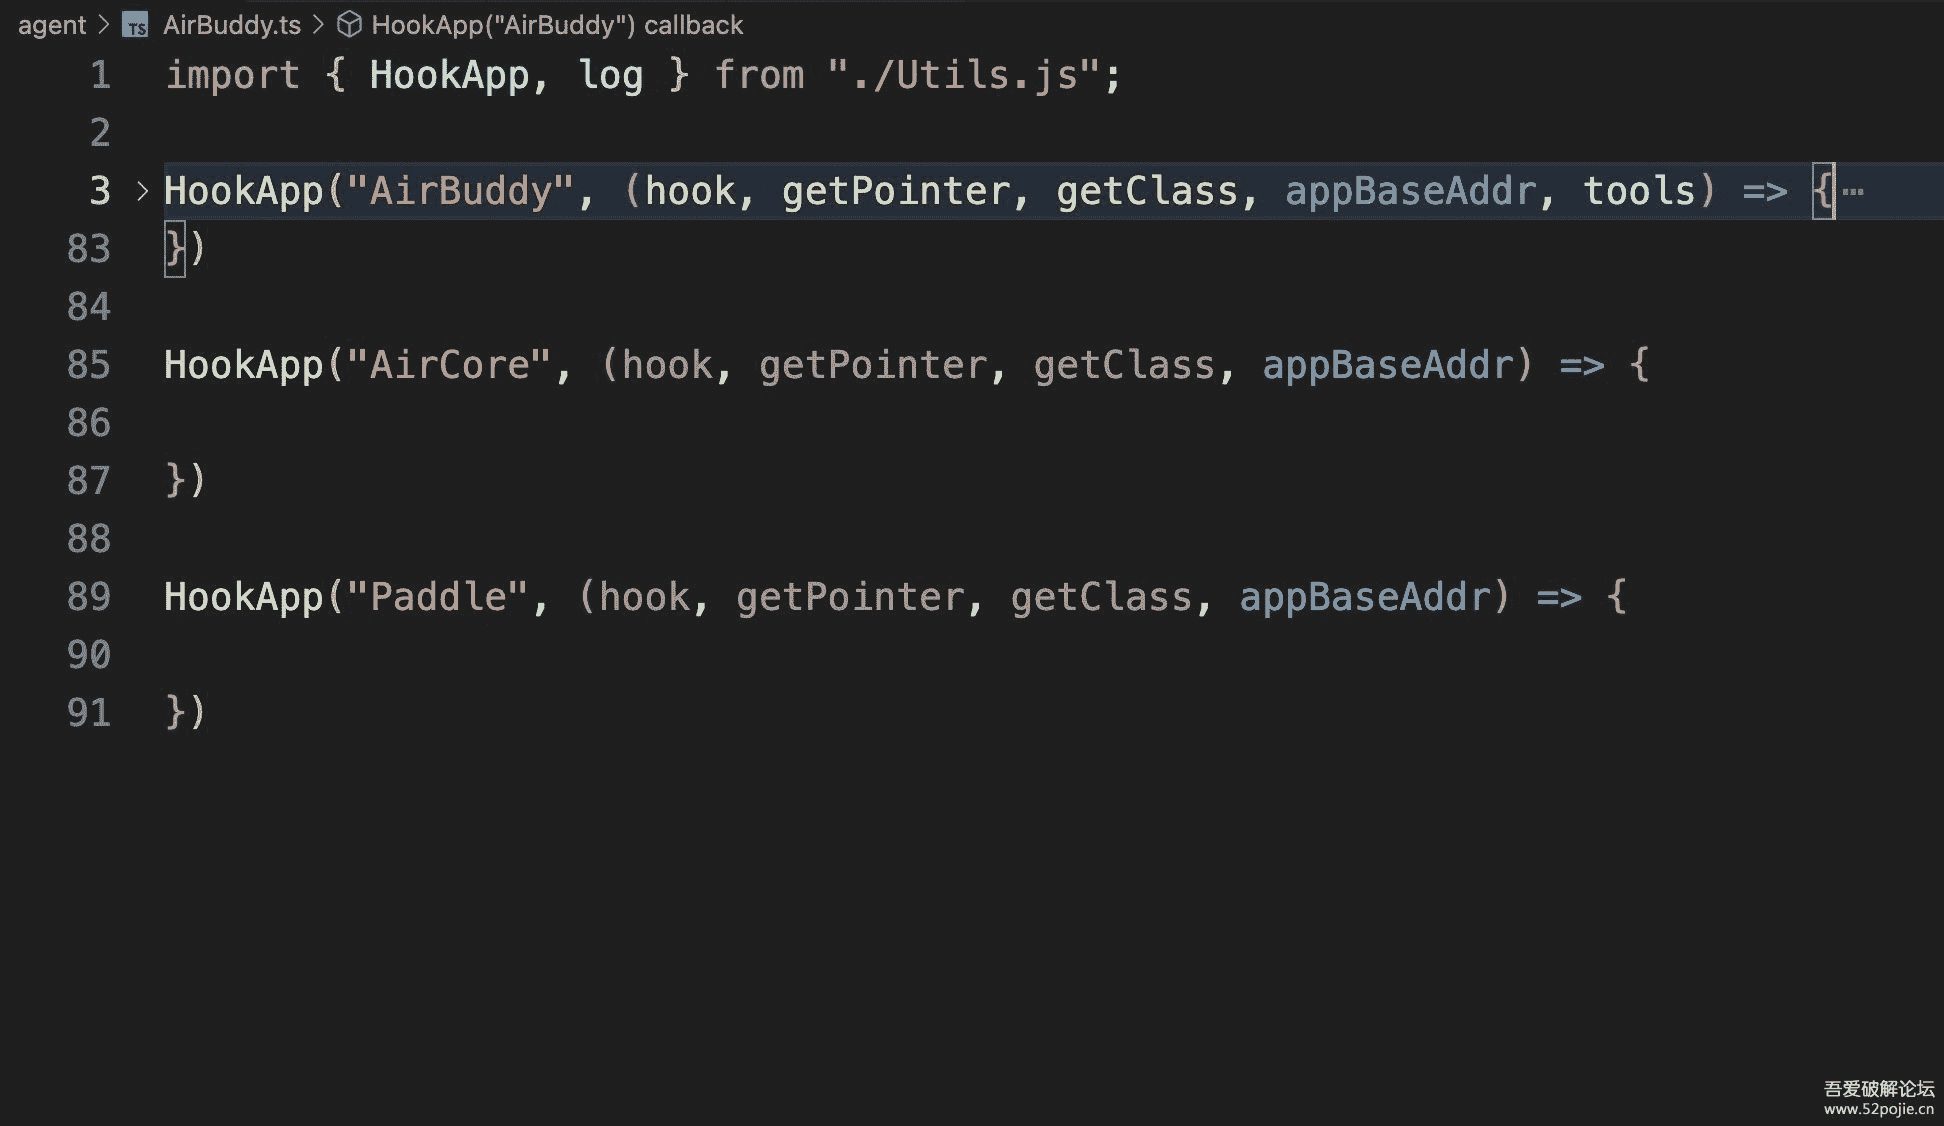 agent > TS AirBuddy.ts > HookApp("AirBuddy") callback
1 import { HookApp, log } from "./Utils.js";
2
3 > HookApp("AirBuddy", (hook, getPointer, getClass, appBaseAddr, tools) => {⋯
83 })
84
85 HookApp("AirCore", (hook, getPointer, getClass, appBaseAddr) => {
86
87 })
88
89 HookApp("Paddle", (hook, getPointer, getClass, appBaseAddr) => {
90
91 })
吾爱破解论坛
www.52pojie.cn